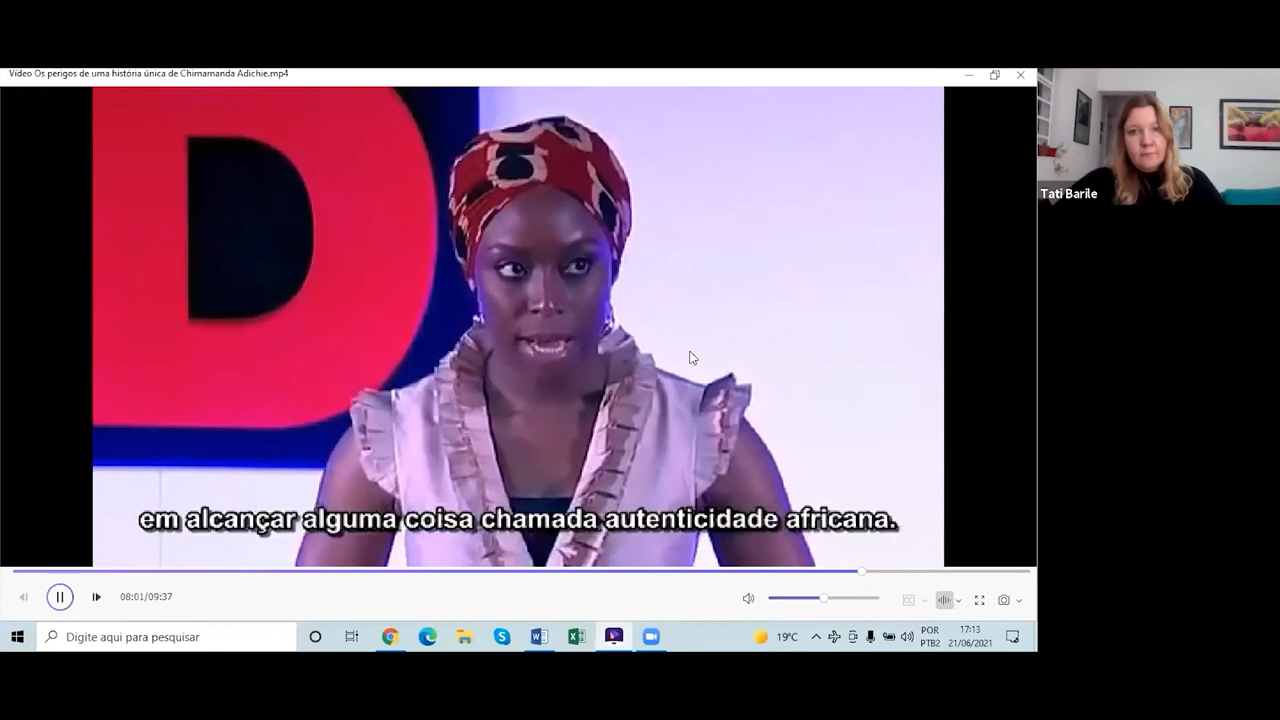 Vídeo Os perigos de uma história única de Chimamanda Adichie.mp4
D
Tati Barile
em alcançar alguma coisa chamada autenticidade africana.
08:01/09:37
CC
Digite aqui para pesquisar
19°C
POR
PTB2
17:13
21/06/2021